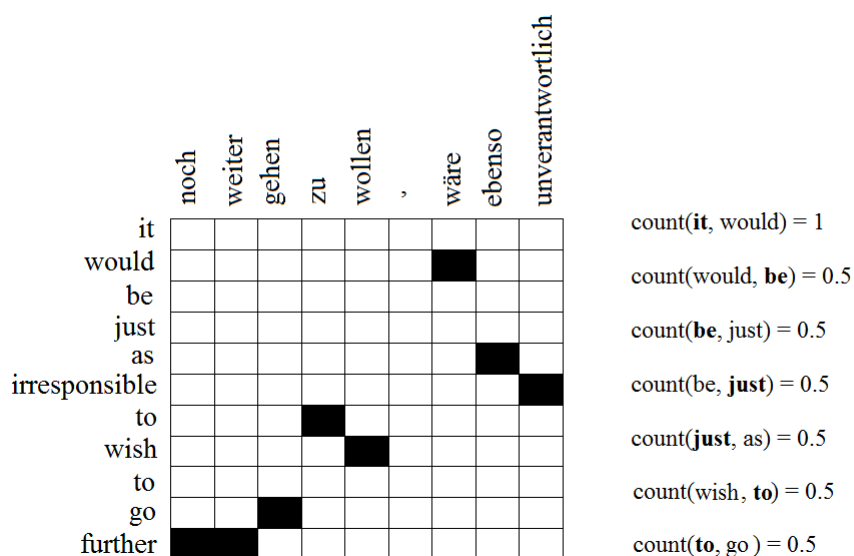 noch
weiter
gehen
zu
wollen
,
wäre
ebenso
unverantwortlich
it
would
be
just
as
irresponsible
to
wish
to
go
further
count(it, would) = 1
count(would, be) = 0.5
count(be, just) = 0.5
count(be, just) = 0.5
count(just, as) = 0.5
count(wish, to) = 0.5
count(to, go ) = 0.5